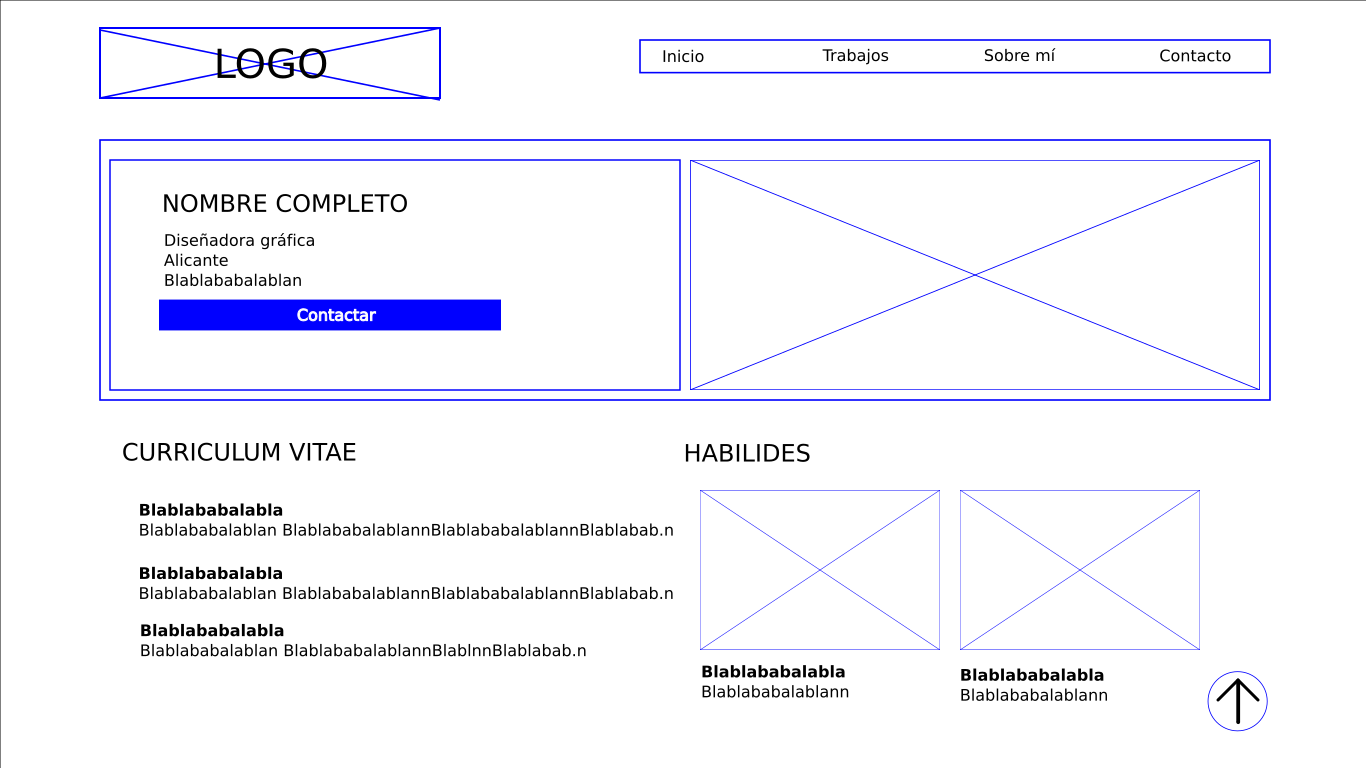 LOGO
Inicio Trabajos Sobre mí Contacto
NOMBRE COMPLETO
Diseñadora gráfica
Alicante
Blablababalablan
Contactar
CURRICULUM VITAE
Blablababalabla
Blablababalablan BlablababalablannBlablababalablannBlablabab.n
Blablababalabla
Blablababalablan BlablababalablannBlablababalablannBlablabab.n
Blablababalabla
Blablababalablan BlablababalablannBlablnnBlablabab.n
HABILIDES
Blablababalabla
Blablababalablann
Blablababalabla
Blablababalablann